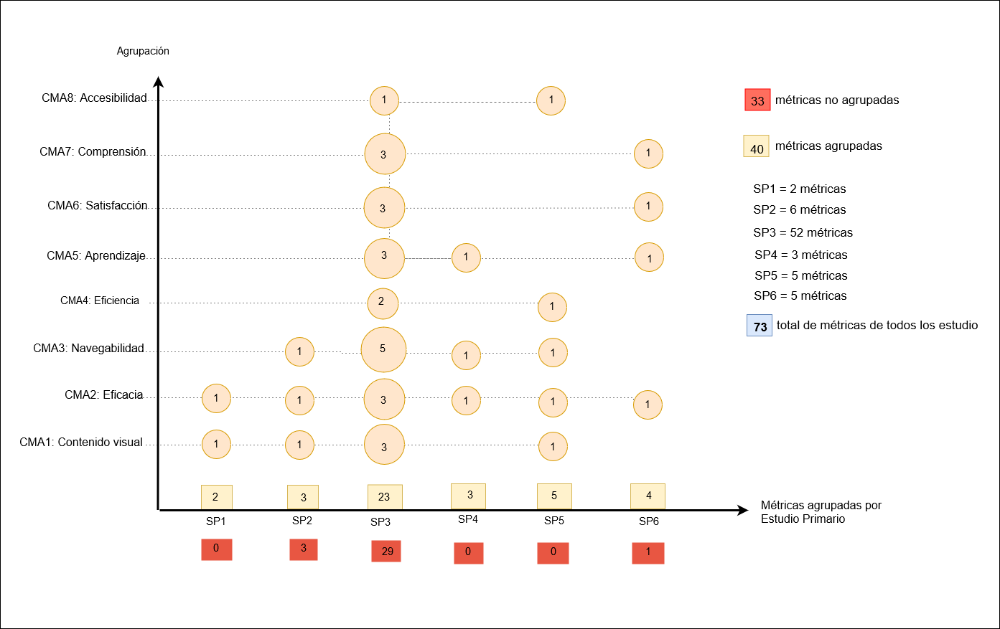 Agrupación
CMA8: Accesibilidad
1
1
33
métricas no agrupadas
CMA7: Comprensión
3
1
40
métricas agrupadas
SP1 = 2 métricas
SP2 = 6 métricas
SP3 = 52 métricas
SP4 = 3 métricas
SP5 = 5 métricas
SP6 = 5 métricas
73
total de métricas de todos los estudio
CMA6: Satisfacción
3
1
CMA5: Aprendizaje
3
1
1
CMA4: Eficiencia
2
1
CMA3: Navegabilidad
1
5
1
1
CMA2: Eficacia
1
1
3
1
1
1
CMA1: Contenido visual
1
1
3
1
2
3
23
3
5
4
Métricas agrupadas por
Estudio Primario
SP1
SP2
SP3
SP4
SP5
SP6
0
3
29
0
0
1